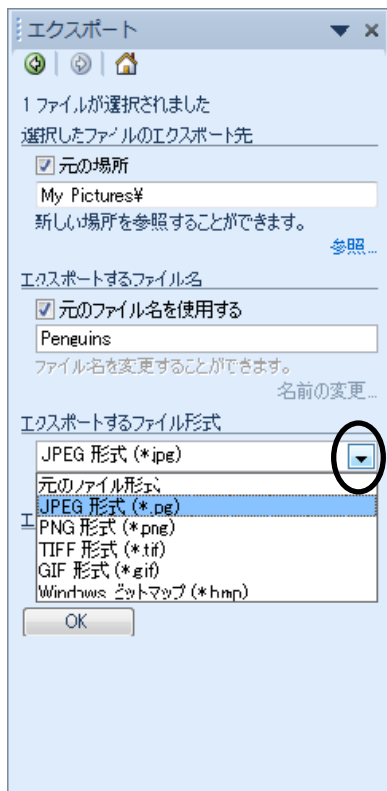 エクスポート
1 ファイルが選択されました
選択したファイルのエクスポート先
元の場所
My Pictures¥
新しい場所を参照することができます。
参照...
エクスポートするファイル名
元のファイル名を使用する
Penguins
ファイル名を変更することができます。
名前の変更...
エクスポートするファイル形式
JPEG 形式 (*.jpg)
元のファイル形式
JPEG 形式 (*.jpg)
エ
PNG 形式 (*.png)
TIFF 形式 (*.tif)
GIF 形式 (*.gif)
Windows ビットマップ (*.bmp)
OK